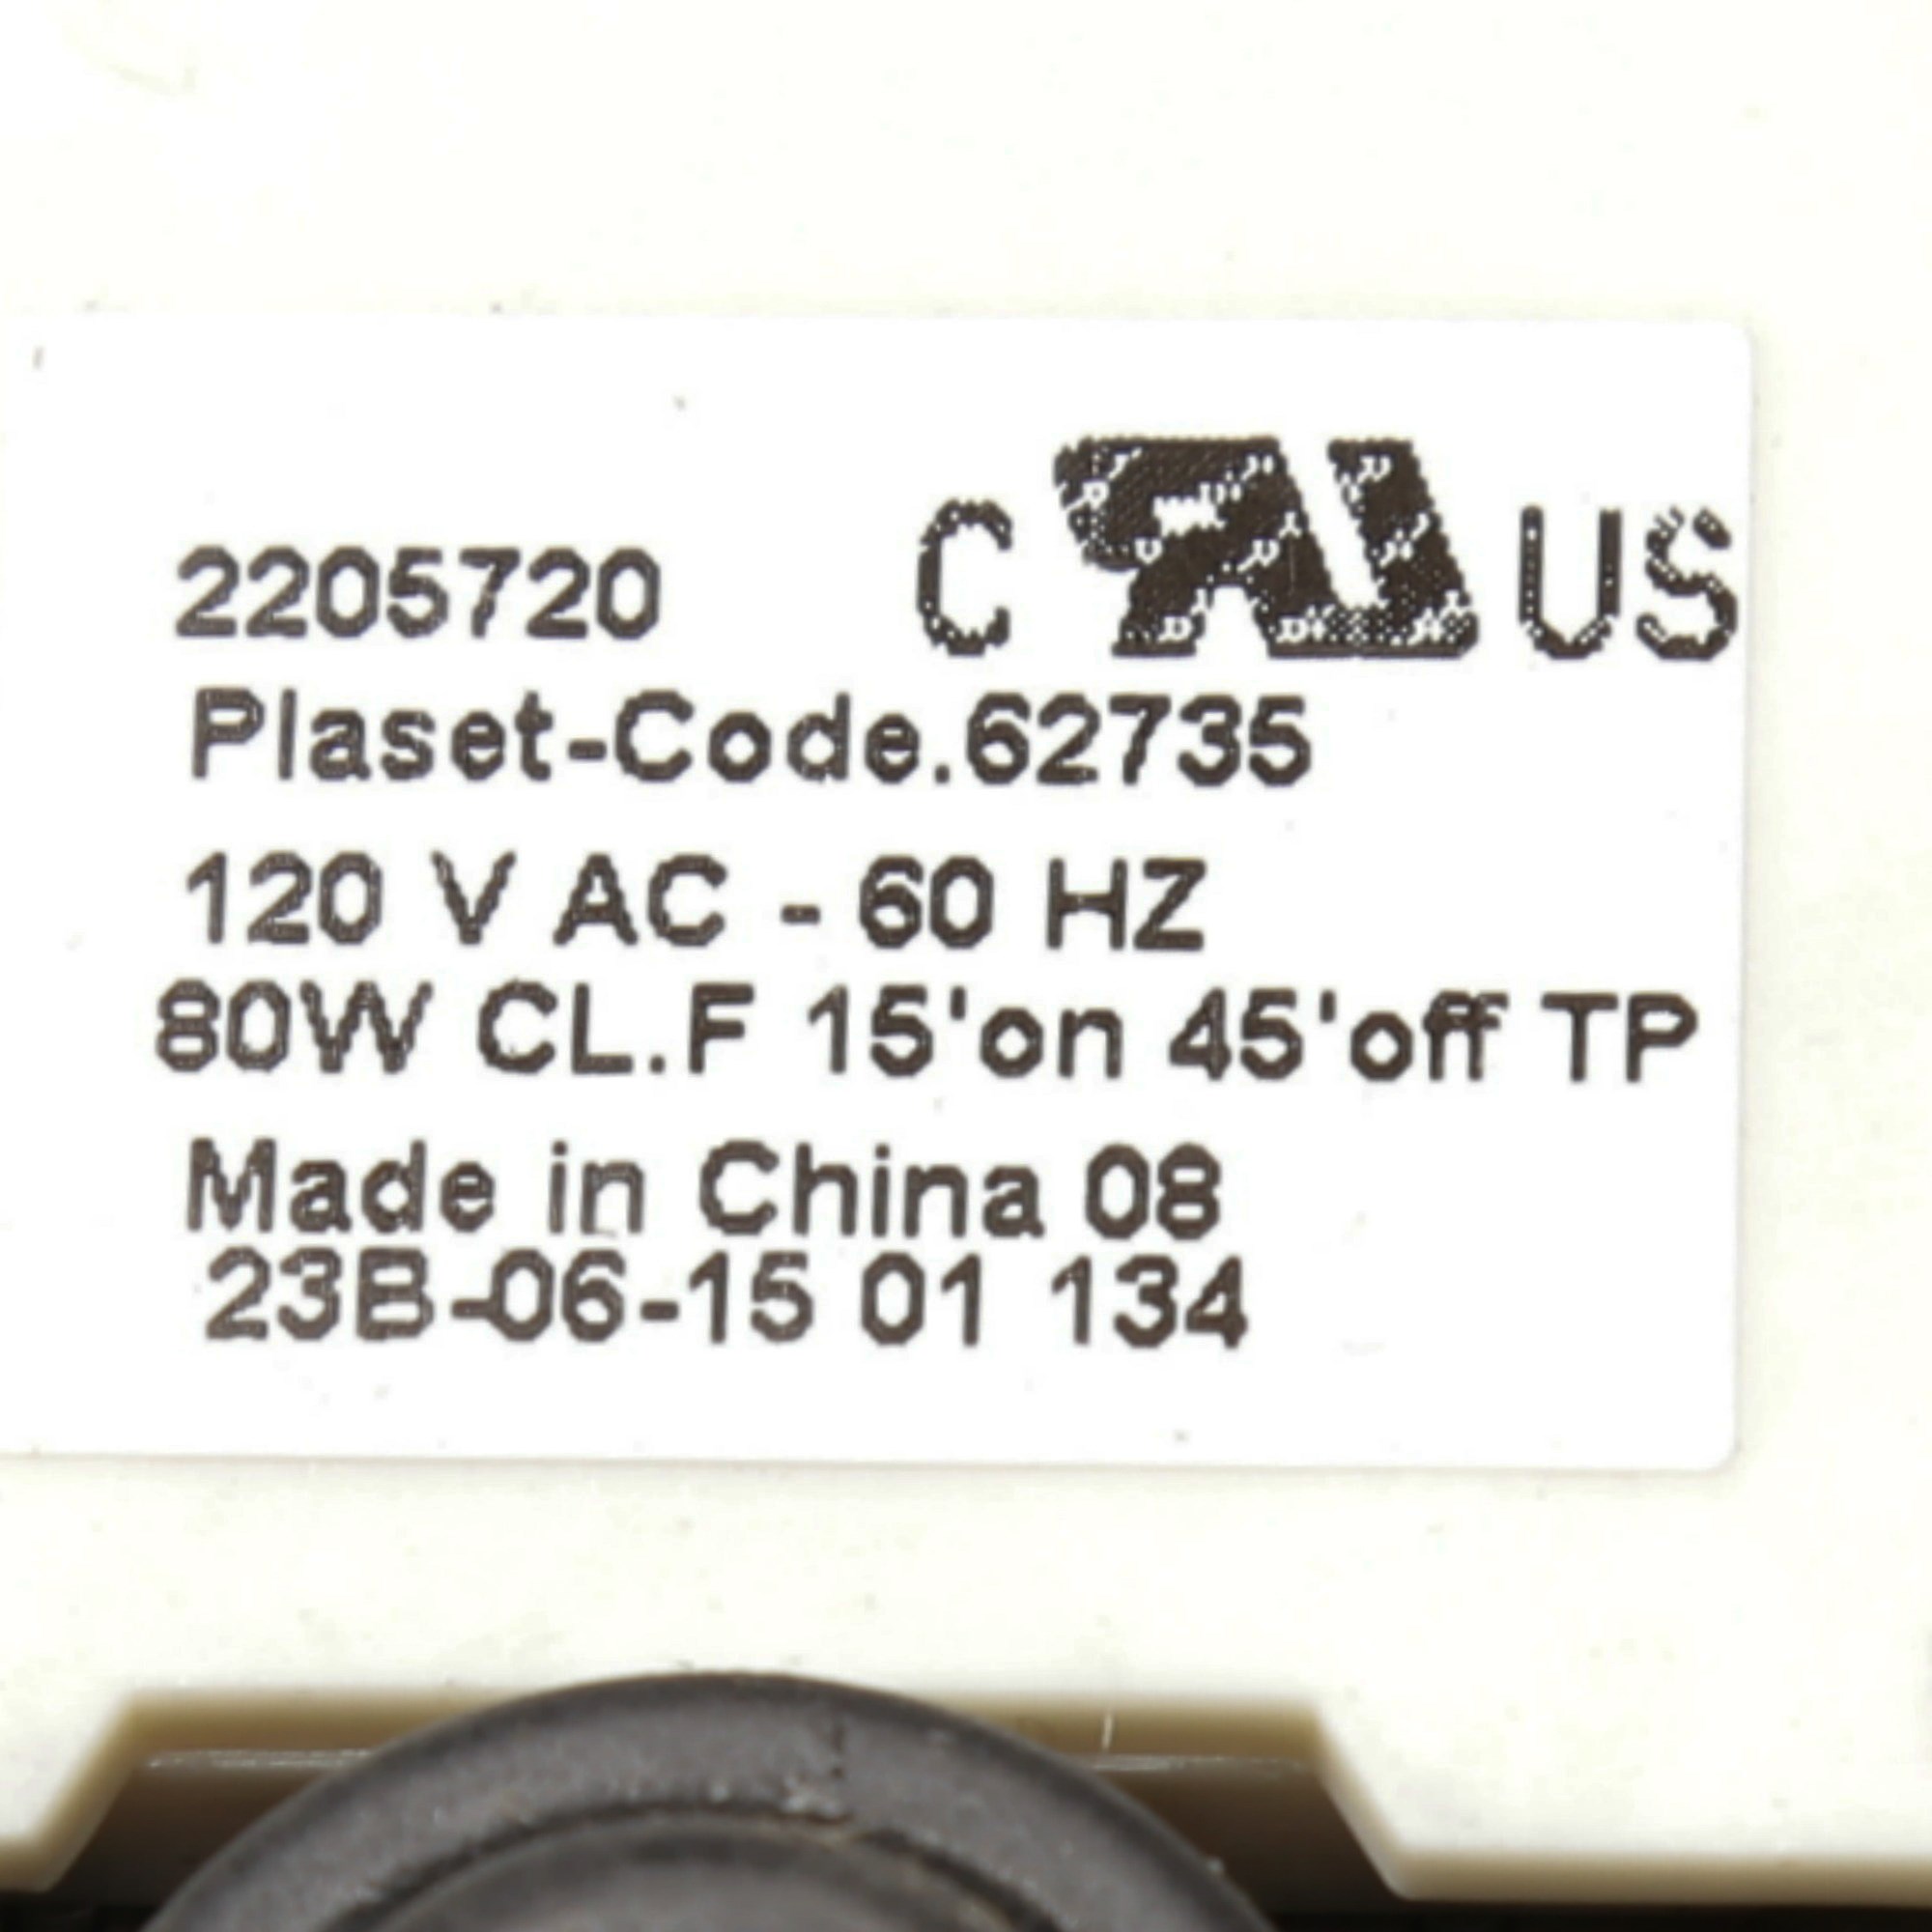 2205720
C RU US
Plaset-Code.62735
120 V AC - 60 HZ
80W CL.F 15'on 45'off TP
Made in China 08
23B-06-15 01 134